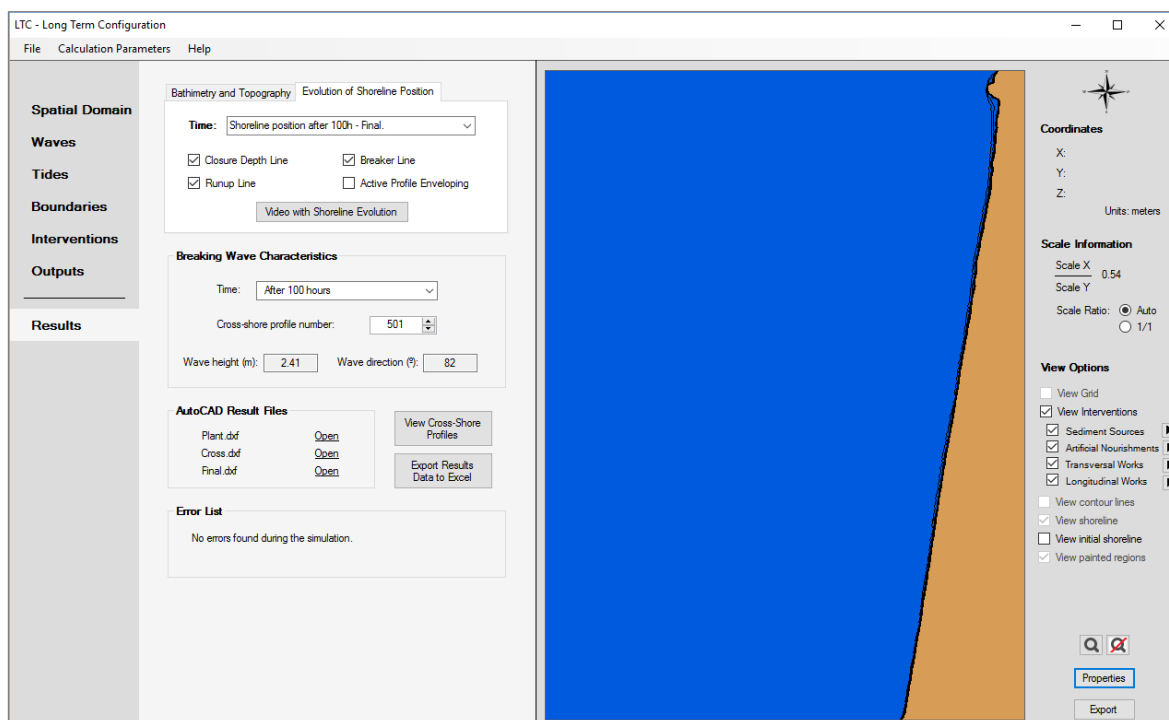 LTC - Long Term Configuration
File Calculation Parameters Help
Spatial Domain
Waves
Tides
Boundaries
Interventions
Outputs
Results
Bathimetry and Topography Evolution of Shoreline Position
Time: Shoreline position after 100h - Final.
Closure Depth Line Breaker Line
Runup Line Active Profile Enveloping
Video with Shoreline Evolution
Breaking Wave Characteristics
Time: After 100 hours
Cross-shore profile number: 501
Wave height (m): 2.41 Wave direction (º): 82
AutoCAD Result Files
Plant.dxf Open
Cross.dxf Open
Final.dxf Open
View Cross-Shore
Profiles
Export Results
Data to Excel
Error List
No errors found during the simulation.
Coordinates
X:
Y:
Z:
Units: meters
Scale Information
Scale X
Scale Y
0.54
Scale Ratio: Auto
1/1
View Options
View Grid
View Interventions
Sediment Sources
Artificial Nourishments
Transversal Works
Longitudinal Works
View contour lines
View shoreline
View initial shoreline
View painted regions
Properties
Export